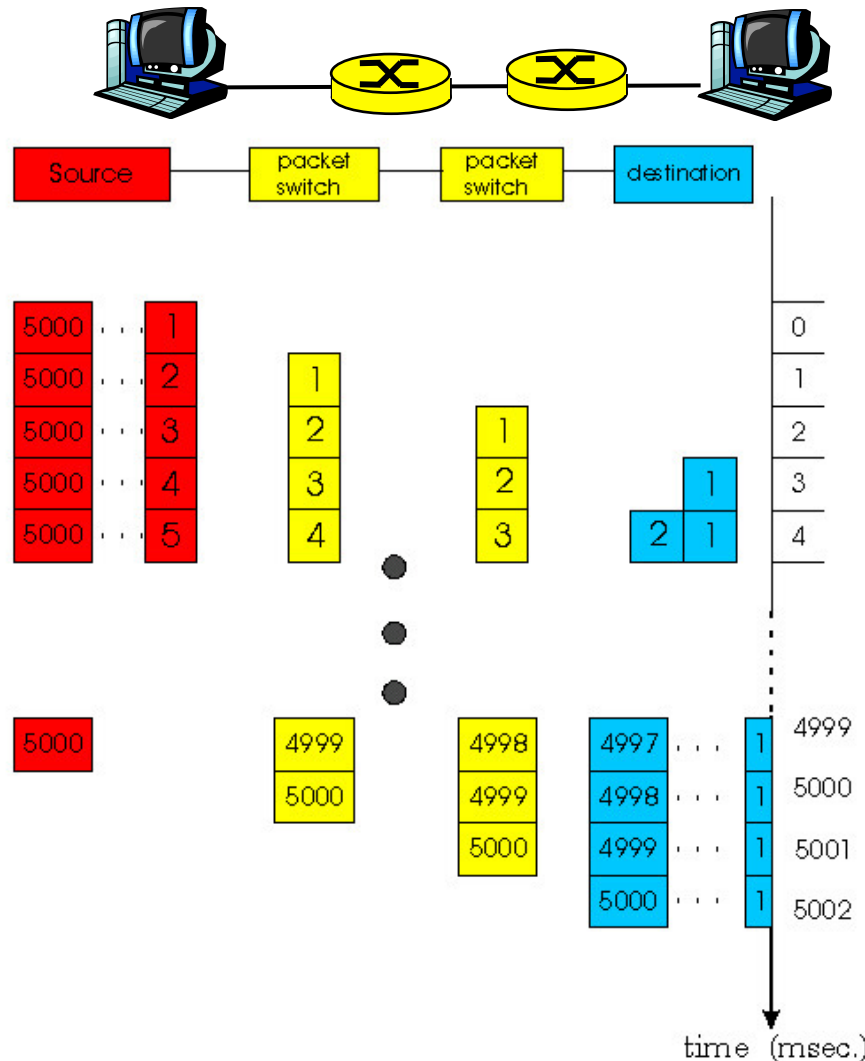 Source packet switch packet switch destination
5000 . . . 1 0
5000 . . . 2 1 1
5000 . . . 3 2 1 2
5000 . . . 4 3 2 1 3
5000 . . . 5 4 3 2 1 4
5000 4999 4998 4997 . . . 1 4999
5000 4999 4998 . . . 1 5000
5000 4999 . . . 1 5001
5000 . . . 1 5002
time (msec.)